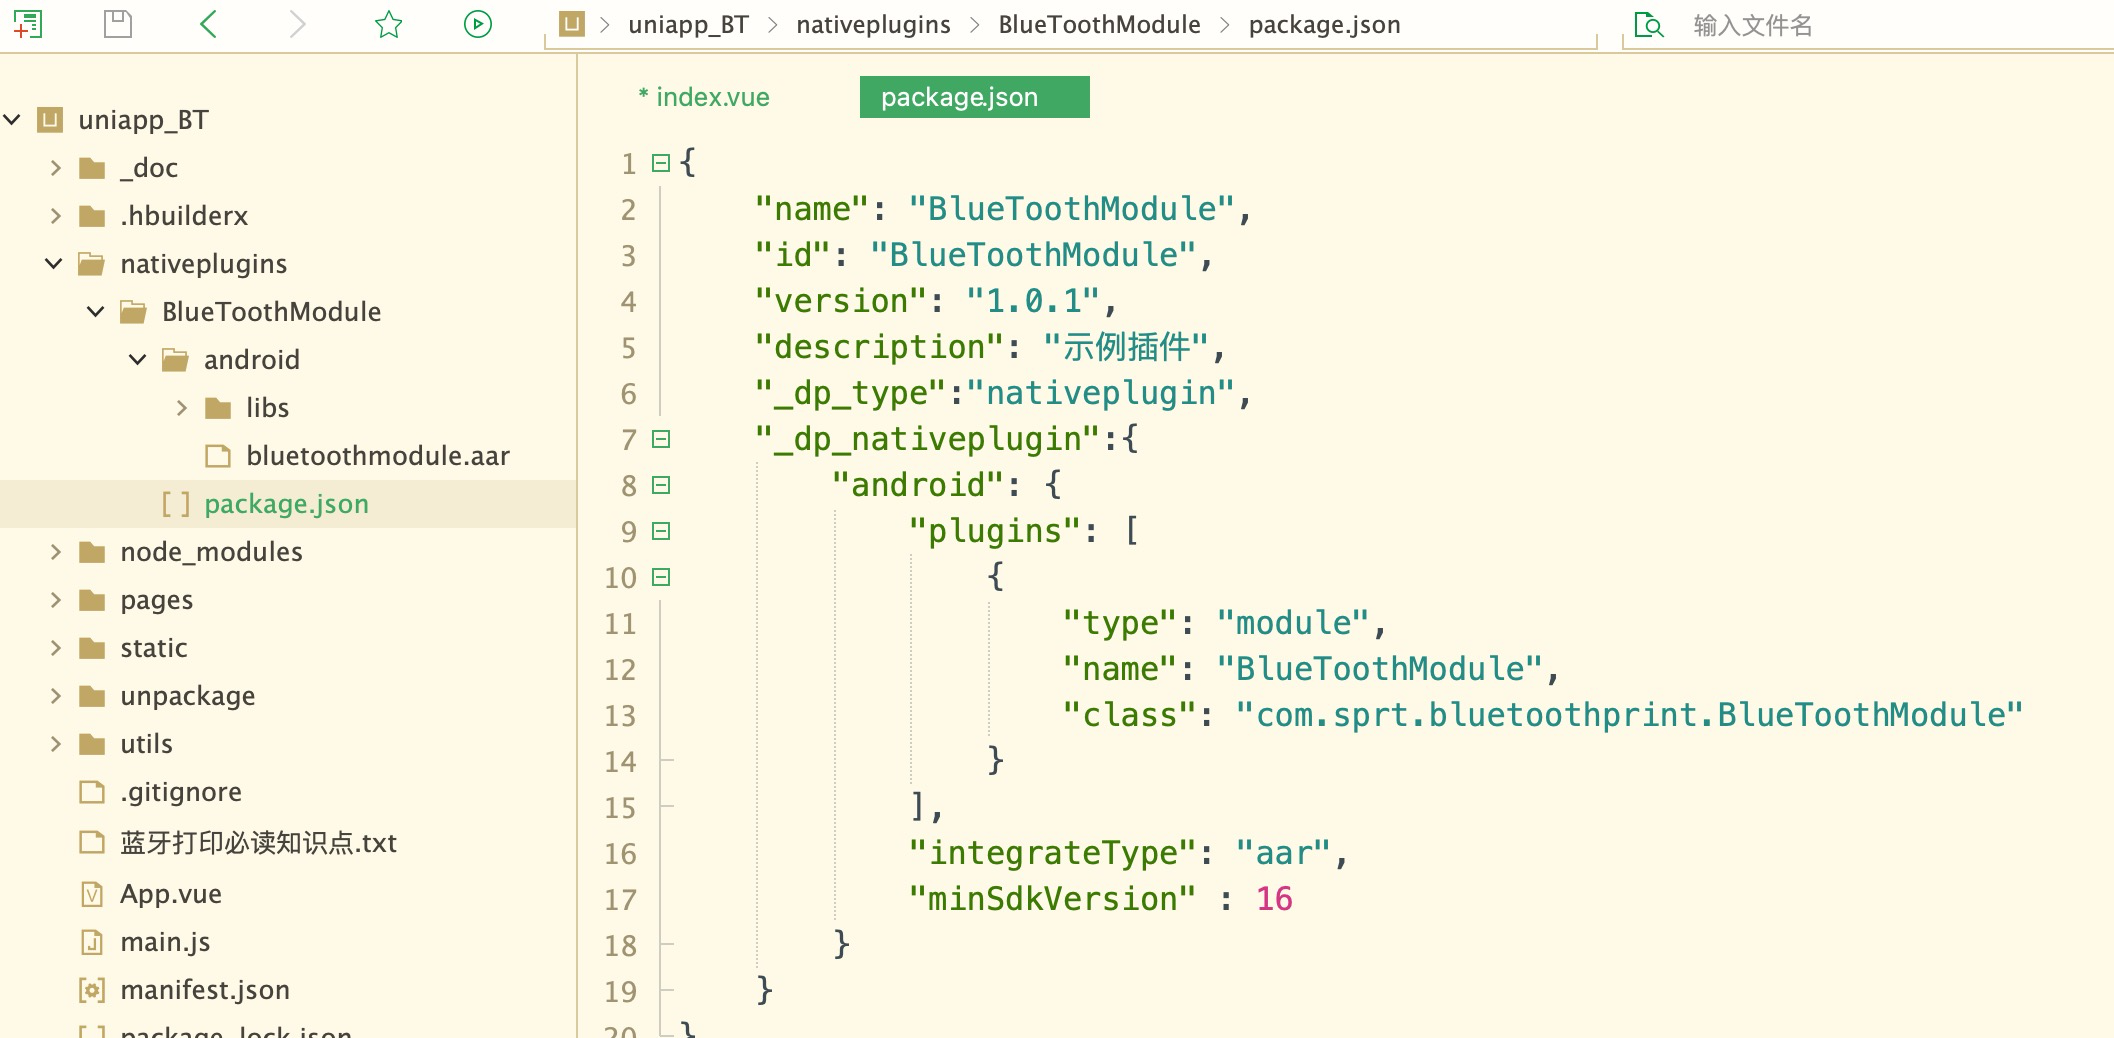 uniapp_BT > nativeplugins > BlueToothModule > package.json
输入文件名
uniapp_BT
_doc
.hbuilderx
nativeplugins
BlueToothModule
android
libs
bluetoothmodule.aar
package.json
node_modules
pages
static
unpackage
utils
.gitignore
蓝牙打印必读知识点.txt
App.vue
main.js
manifest.json
package-lock.json
* index.vue
package.json
1 {
2 "name": "BlueToothModule",
3 "id": "BlueToothModule",
4 "version": "1.0.1",
5 "description": "示例插件",
6 "_dp_type":"nativeplugin",
7 "_dp_nativeplugin":{
8 "android": {
9 "plugins": [
10 {
11 "type": "module",
12 "name": "BlueToothModule",
13 "class": "com.sprt.bluetoothprint.BlueToothModule"
14 }
15 ],
16 "integrateType": "aar",
17 "minSdkVersion" : 16
18 }
19 }
20 }